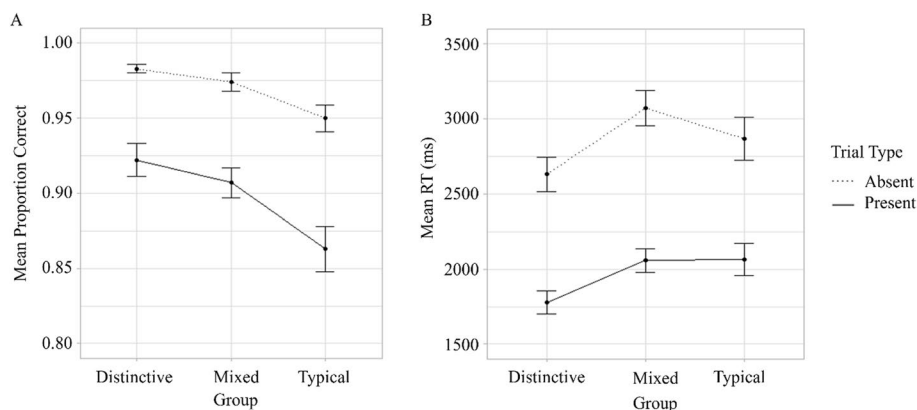 A
Mean Proportion Correct
1.00
0.95
0.90
0.85
0.80
Distinctive Mixed Typical
Group
B
Mean RT (ms)
3500
3000
2500
2000
1500
Distinctive Mixed Typical
Group
Trial Type
Absent
Present